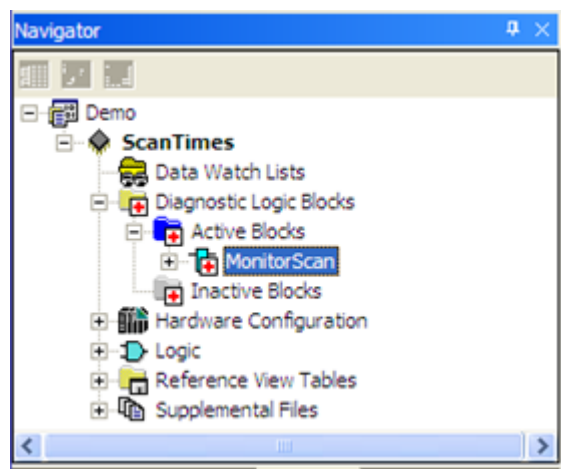 Navigator
Demo
ScanTimes
Data Watch Lists
Diagnostic Logic Blocks
Active Blocks
MonitorScan
Inactive Blocks
Hardware Configuration
Logic
Reference View Tables
Supplemental Files